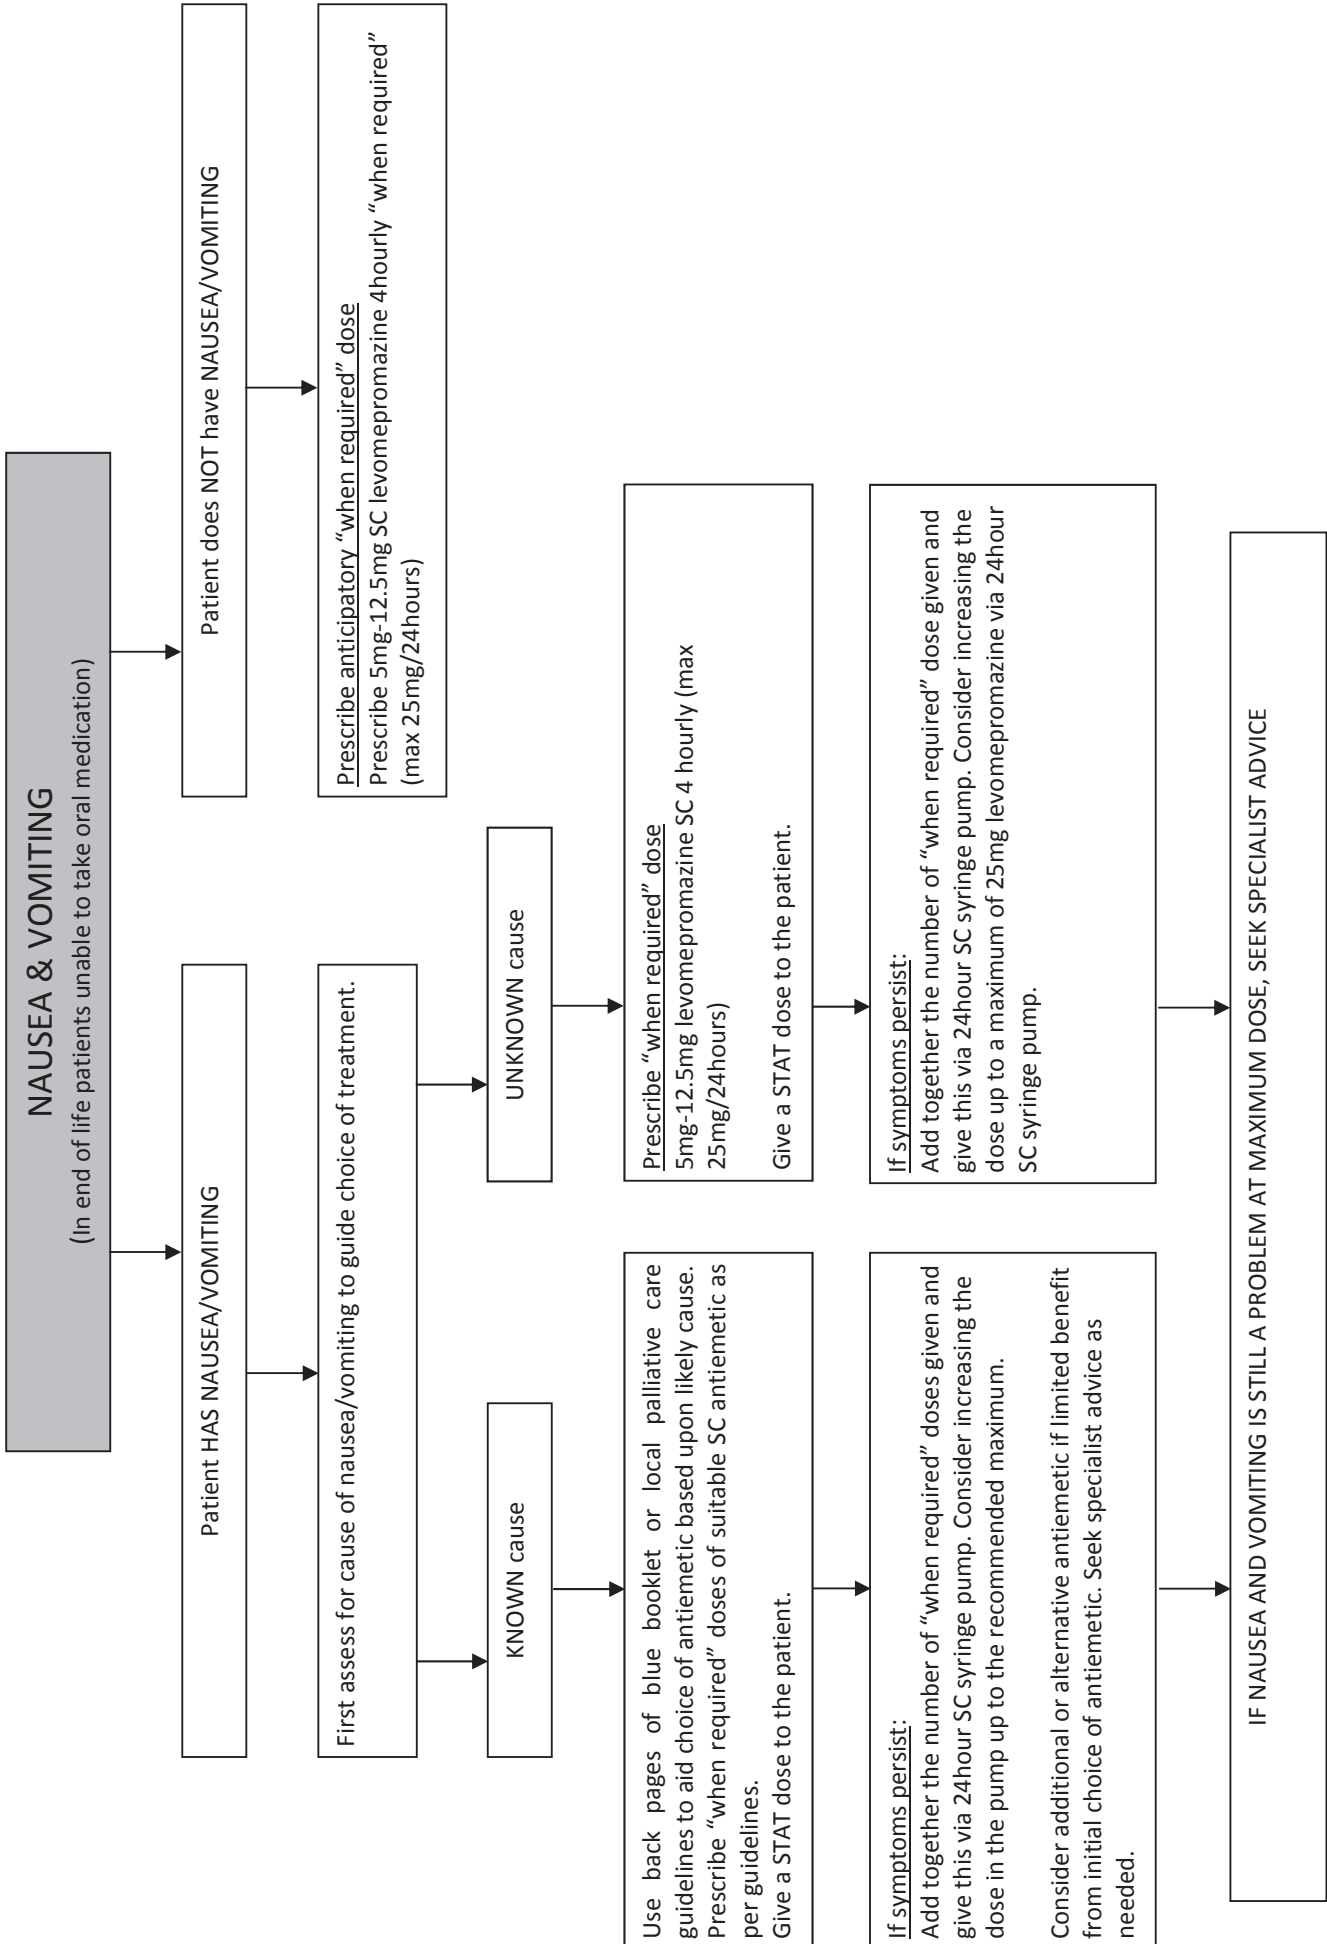 NAUSEA & VOMITING
(In end of life patients unable to take oral medication)
Patient HAS NAUSEA/VOMITING
Patient does NOT have NAUSEA/VOMITING
First assess for cause of nausea/vomiting to guide choice of treatment.
Prescribe anticipatory “when required” dose
Prescribe 5mg-12.5mg SC levomepromazine 4hourly “when required”
(max 25mg/24hours)
KNOWN cause
UNKNOWN cause
Use back pages of blue booklet or local palliative care
guidelines to aid choice of antiemetic based upon likely cause.
Prescribe “when required” doses of suitable SC antiemetic as
per guidelines.
Give a STAT dose to the patient.
Prescribe “when required” dose
5mg-12.5mg levomepromazine SC 4 hourly (max
25mg/24hours)
Give a STAT dose to the patient.
If symptoms persist:
Add together the number of “when required” doses given and
give this via 24hour SC syringe pump. Consider increasing the
dose in the pump up to the recommended maximum.
Consider additional or alternative antiemetic if limited benefit
from initial choice of antiemetic. Seek specialist advice as
needed.
If symptoms persist:
Add together the number of “when required” dose given and
give this via 24hour SC syringe pump. Consider increasing the
dose up to a maximum of 25mg levomepromazine via 24hour
SC syringe pump.
IF NAUSEA AND VOMITING IS STILL A PROBLEM AT MAXIMUM DOSE, SEEK SPECIALIST ADVICE